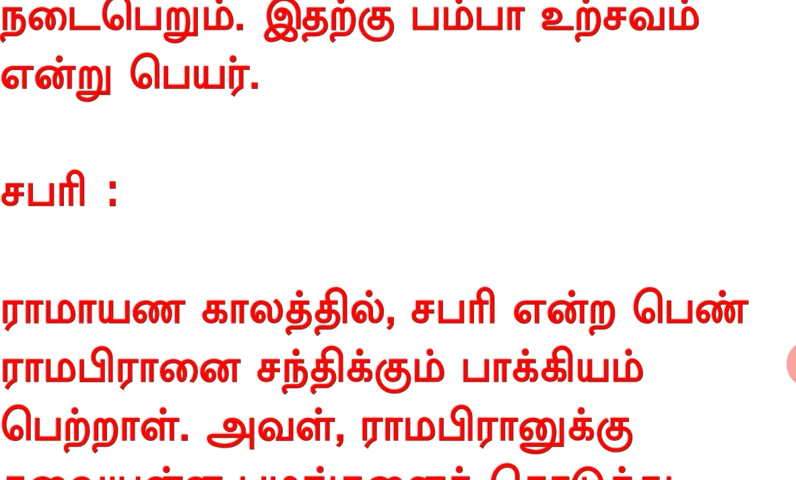 நடைபெறும். இதற்கு பம்பா உற்சவம்
என்று பெயர்.
சபரி :
ராமாயண காலத்தில், சபரி என்ற பெண்
ராமபிரானை சந்திக்கும் பாக்கியம்
பெற்றாள். அவள், ராமபிரானுக்கு